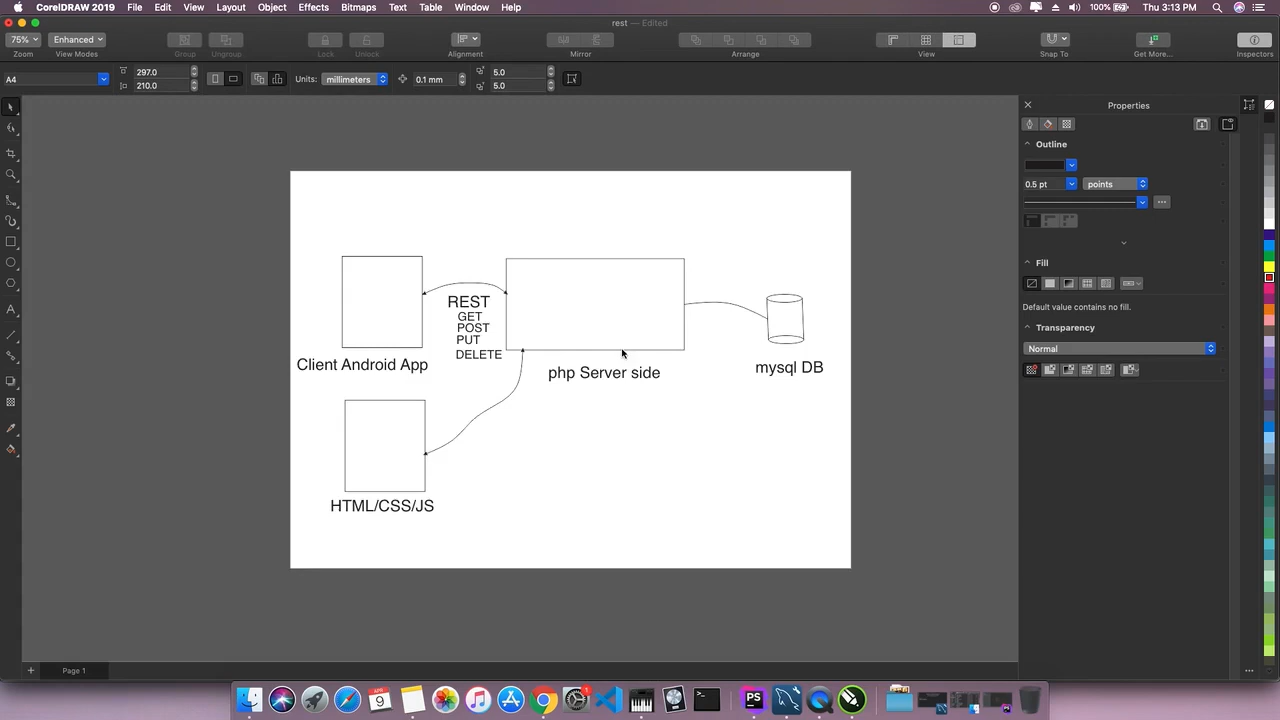 CorelDRAW 2019 File Edit View Layout Object Effects Bitmaps Text Table Window Help 100% Thu 3:13 PM
rest — Edited
75% Enhanced
Zoom View Modes Group Ungroup Lock Unlock Alignment Mirror Arrange View Snap To Get More... Inspectors
A4 297.0 210.0 Units: millimeters 0.1 mm 5.0 5.0
Properties
Outline
0.5 pt points
Fill
Default value contains no fill.
Transparency
Normal
REST
GET
POST
PUT
DELETE
Client Android App
php Server side
mysql DB
HTML/CSS/JS
Page 1
APR
9
1
PS